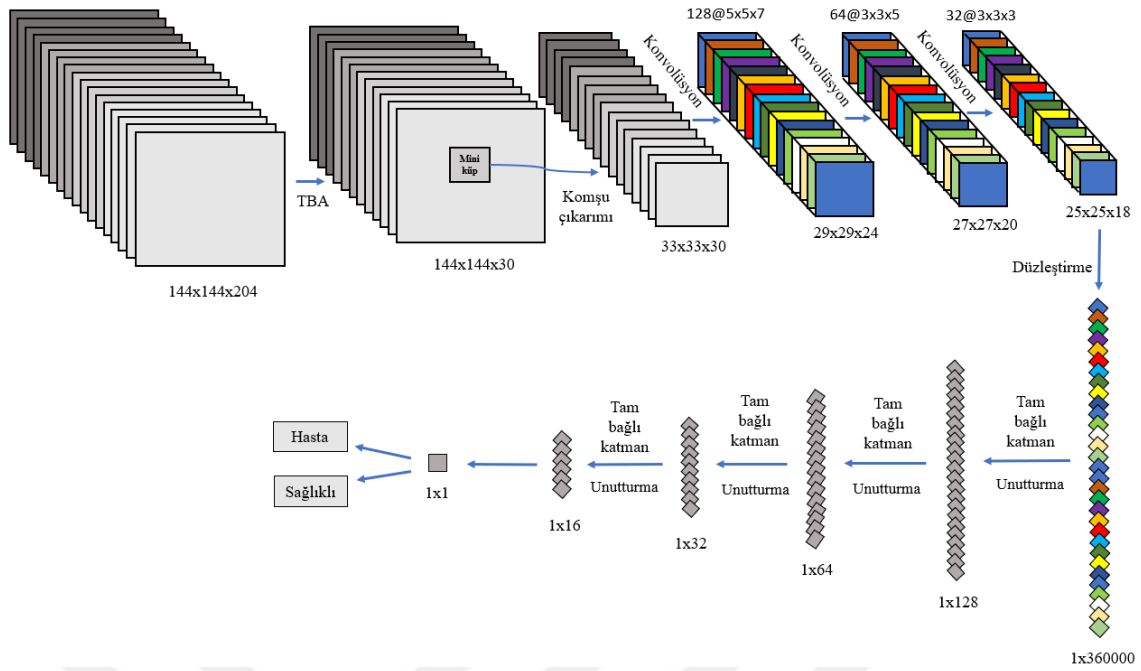 128@5x5x7
64@3x3x5
32@3x3x3
Konvolüsyon
Konvolüsyon
Konvolüsyon
TBA
Mini
küp
Komşu
çıkarımı
144x144x204
144x144x30
33x33x30
29x29x24
27x27x20
25x25x18
Düzleştirme
Tam
bağlı
katman
Unutturma
Tam
bağlı
katman
Unutturma
Tam
bağlı
katman
Unutturma
Tam
bağlı
katman
Unutturma
Hasta
Sağlıklı
1x1
1x16
1x32
1x64
1x128
1x360000